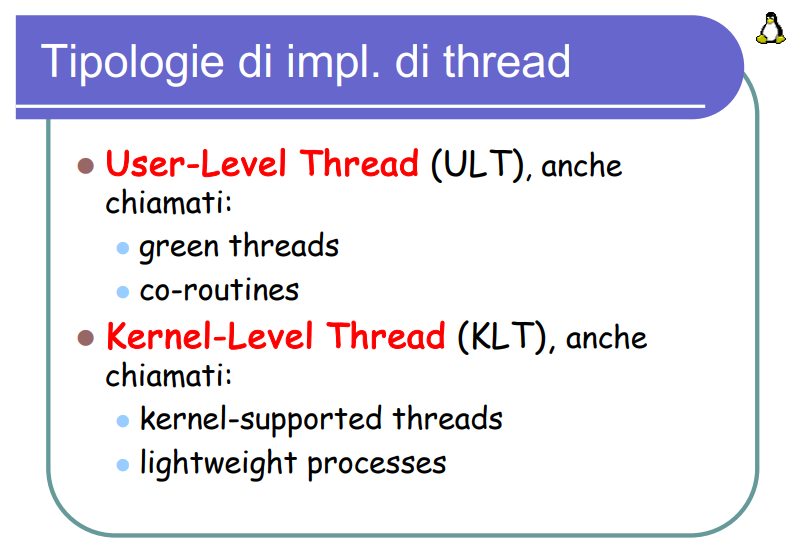 Tipologie di impl. di thread
User-Level Thread (ULT), anche
chiamati:
green threads
co-routines
Kernel-Level Thread (KLT), anche
chiamati:
kernel-supported threads
lightweight processes